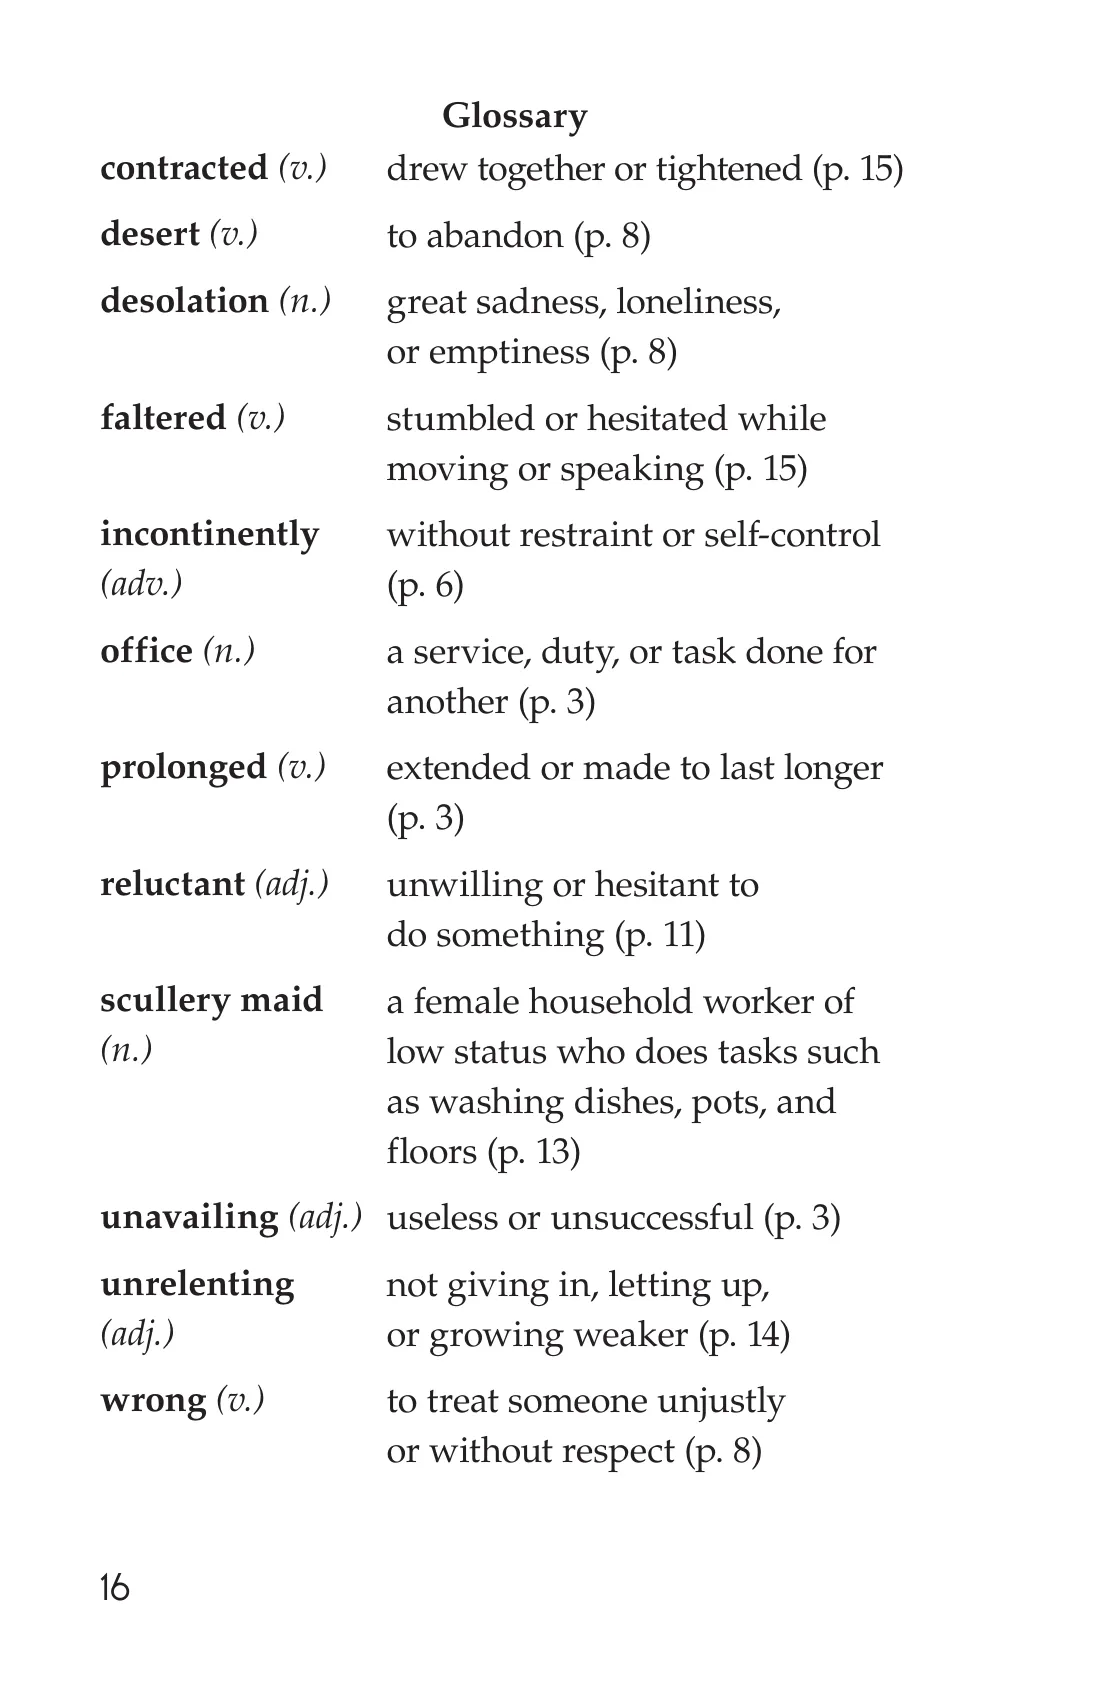 Glossary
contracted (v.) drew together or tightened (p. 15)
desert (v.) to abandon (p. 8)
desolation (n.) great sadness, loneliness,
or emptiness (p. 8)
faltered (v.) stumbled or hesitated while
moving or speaking (p. 15)
incontinently without restraint or self-control
(adv.) (p. 6)
office (n.) a service, duty, or task done for
another (p. 3)
prolonged (v.) extended or made to last longer
(p. 3)
reluctant (adj.) unwilling or hesitant to
do something (p. 11)
scullery maid a female household worker of
(n.) low status who does tasks such
as washing dishes, pots, and
floors (p. 13)
unavailing (adj.) useless or unsuccessful (p. 3)
unrelenting not giving in, letting up,
(adj.) or growing weaker (p. 14)
wrong (v.) to treat someone unjustly
or without respect (p. 8)
16